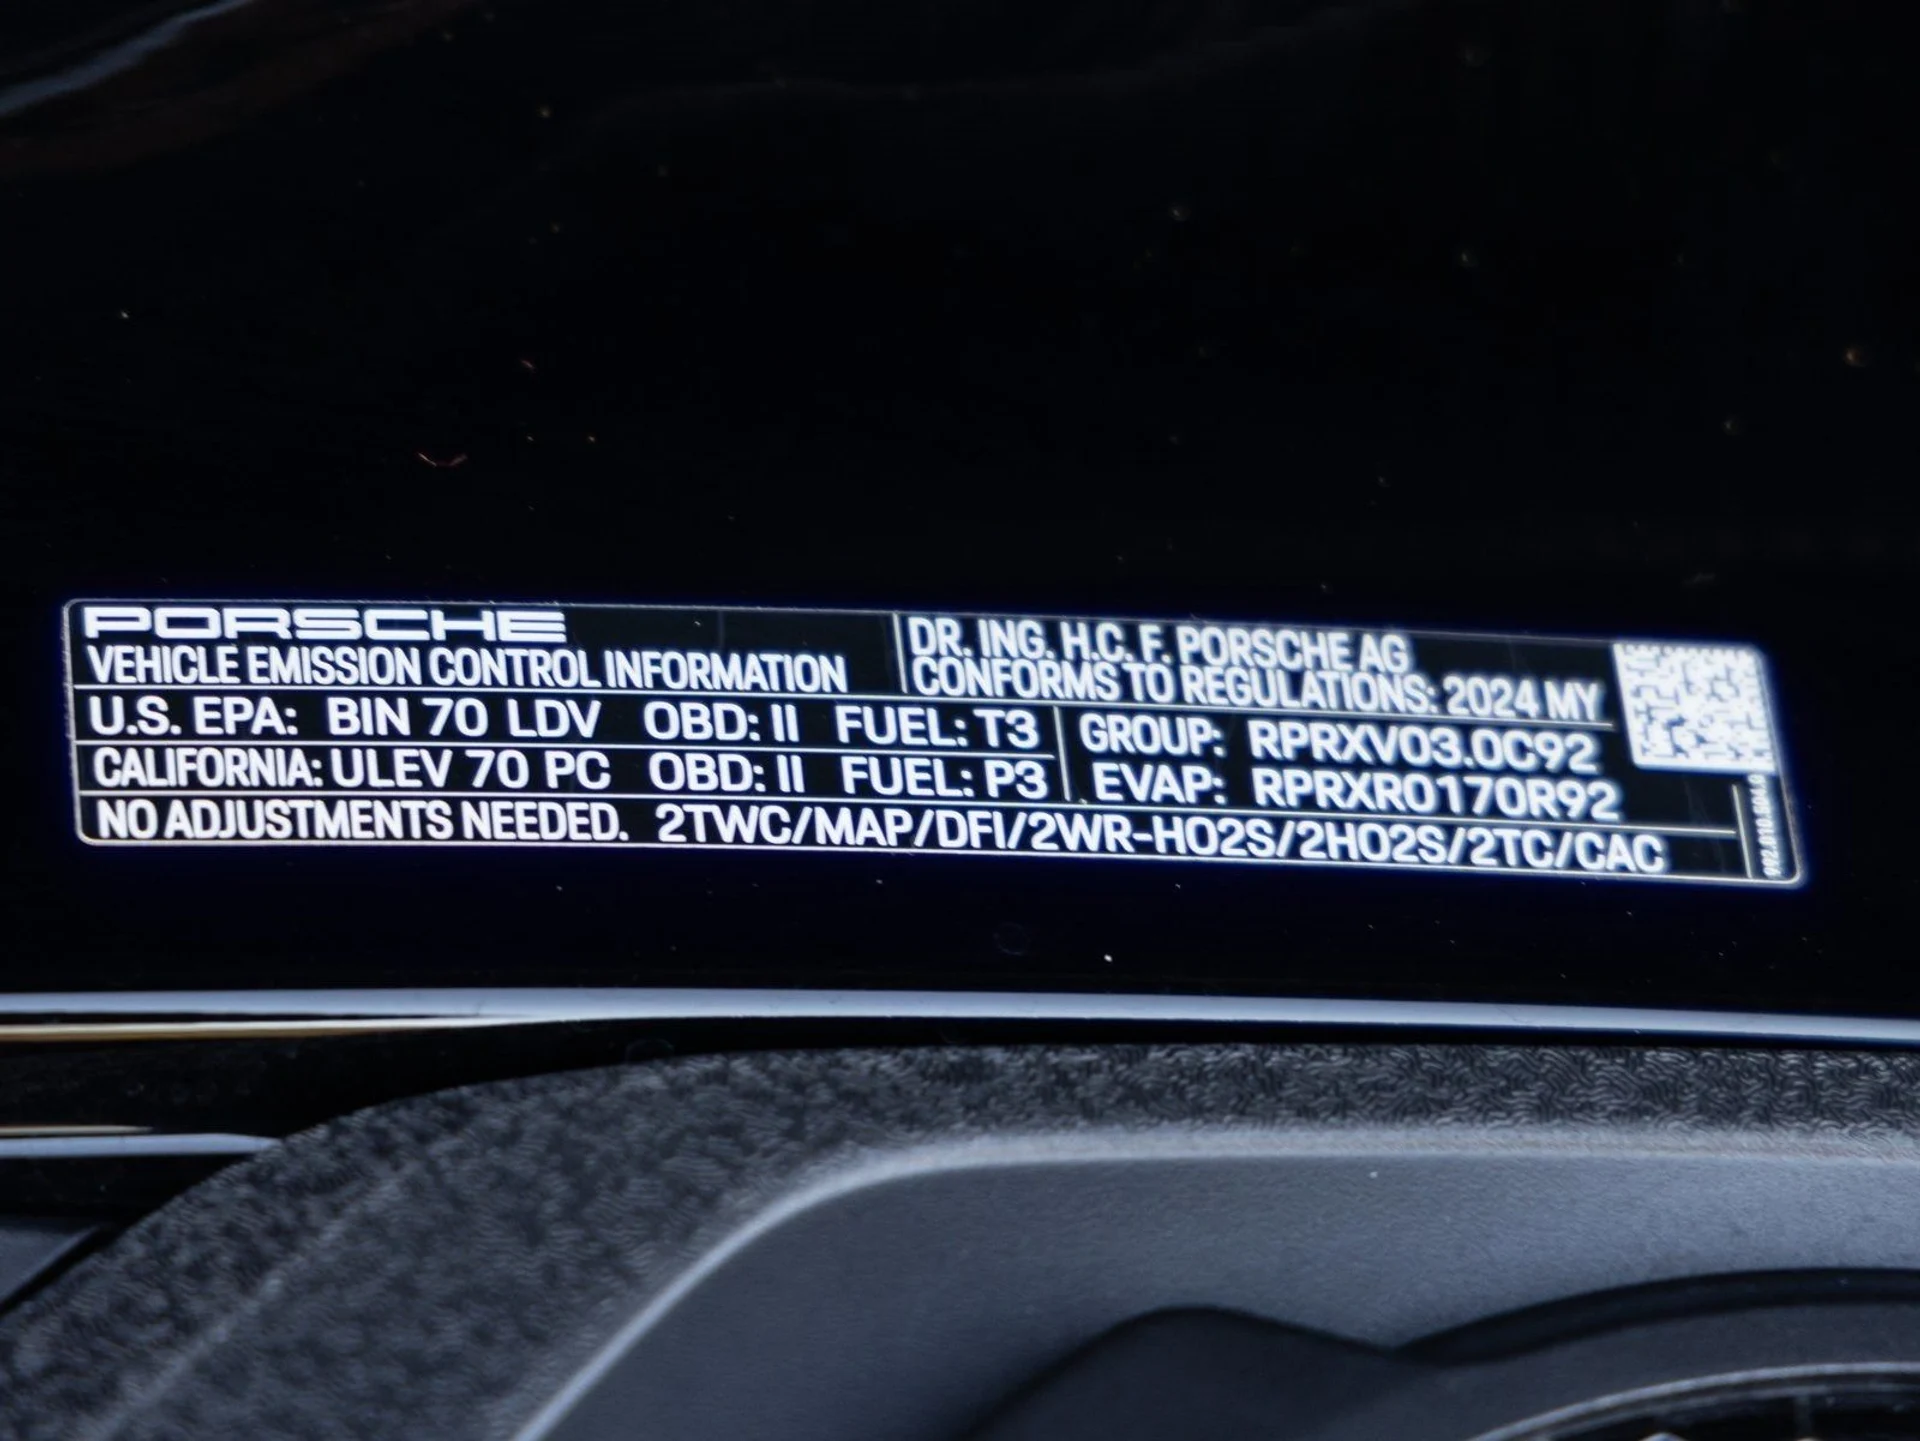 PORSCHE
VEHICLE EMISSION CONTROL INFORMATION
DR. ING. H.C. F. PORSCHE AG
CONFORMS TO REGULATIONS: 2024 MY
U.S. EPA: BIN 70 LDV OBD: II FUEL: T3
GROUP: RPRXV03.0C92
CALIFORNIA: ULEV 70 PC OBD: II FUEL: P3
EVAP: RPRXR0170R92
NO ADJUSTMENTS NEEDED. 2TWC/MAP/DFI/2WR-HO2S/2HO2S/2TC/CAC